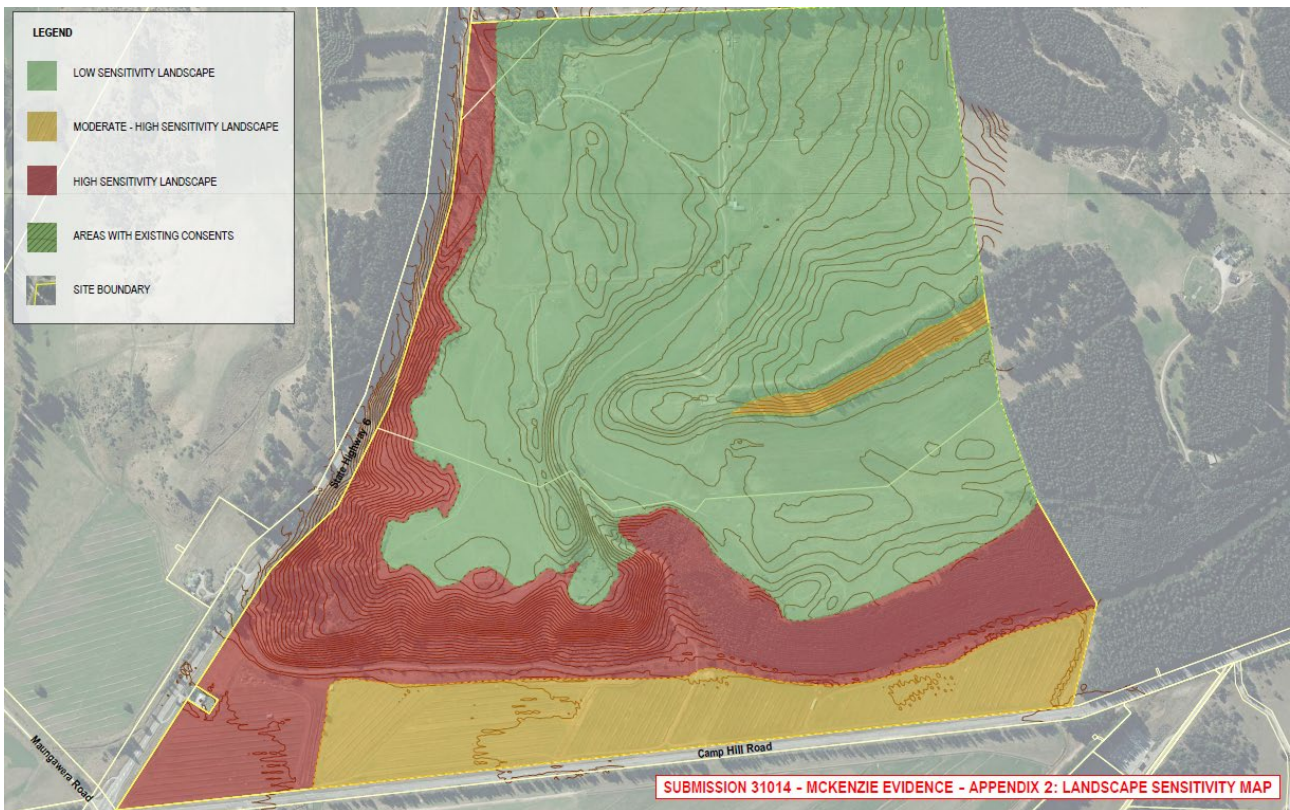 LEGEND
LOW SENSITIVITY LANDSCAPE
MODERATE - HIGH SENSITIVITY LANDSCAPE
HIGH SENSITIVITY LANDSCAPE
AREAS WITH EXISTING CONSENTS
SITE BOUNDARY
State Highway 6
Maungawera Road
Camp Hill Road
SUBMISSION 31014 - MCKENZIE EVIDENCE - APPENDIX 2: LANDSCAPE SENSITIVITY MAP